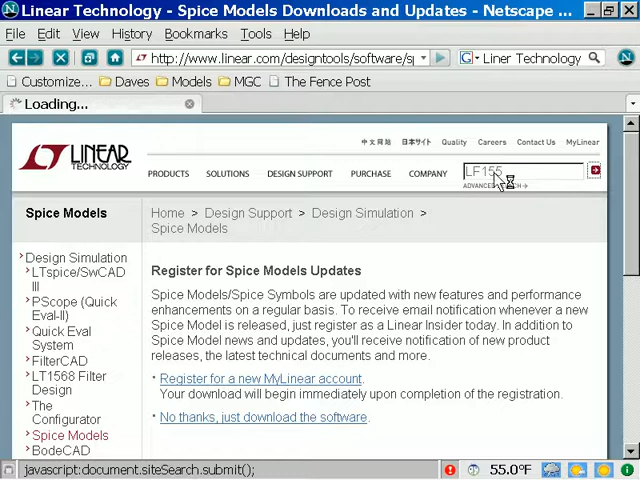 Linear Technology - Spice Models Downloads and Updates - Netscape ...
File Edit View History Bookmarks Tools Help
http://www.linear.com/designtools/software/sp
G Liner Technology
Customize... Daves Models MGC The Fence Post
Loading...
LINEAR
TECHNOLOGY
中文网站 日本サイト Quality Careers Contact Us MyLinear
PRODUCTS SOLUTIONS DESIGN SUPPORT PURCHASE COMPANY
LF155
Spice Models
Home > Design Support > Design Simulation >
Spice Models
Design Simulation
LTspice/SwCAD
III
PScope (Quick
Eval-II)
Quick Eval
System
FilterCAD
LT1568 Filter
Design
The
Configurator
Spice Models
BodeCAD
Register for Spice Models Updates
Spice Models/Spice Symbols are updated with new features and performance
enhancements on a regular basis. To receive email notification whenever a new
Spice Model is released, just register as a Linear Insider today. In addition to
Spice Model news and updates, you'll receive notification of new product
releases, the latest technical documents and more.
Register for a new MyLinear account.
Your download will begin immediately upon completion of the registration.
No thanks, just download the software.
javascript:document.siteSearch.submit();
55.0°F